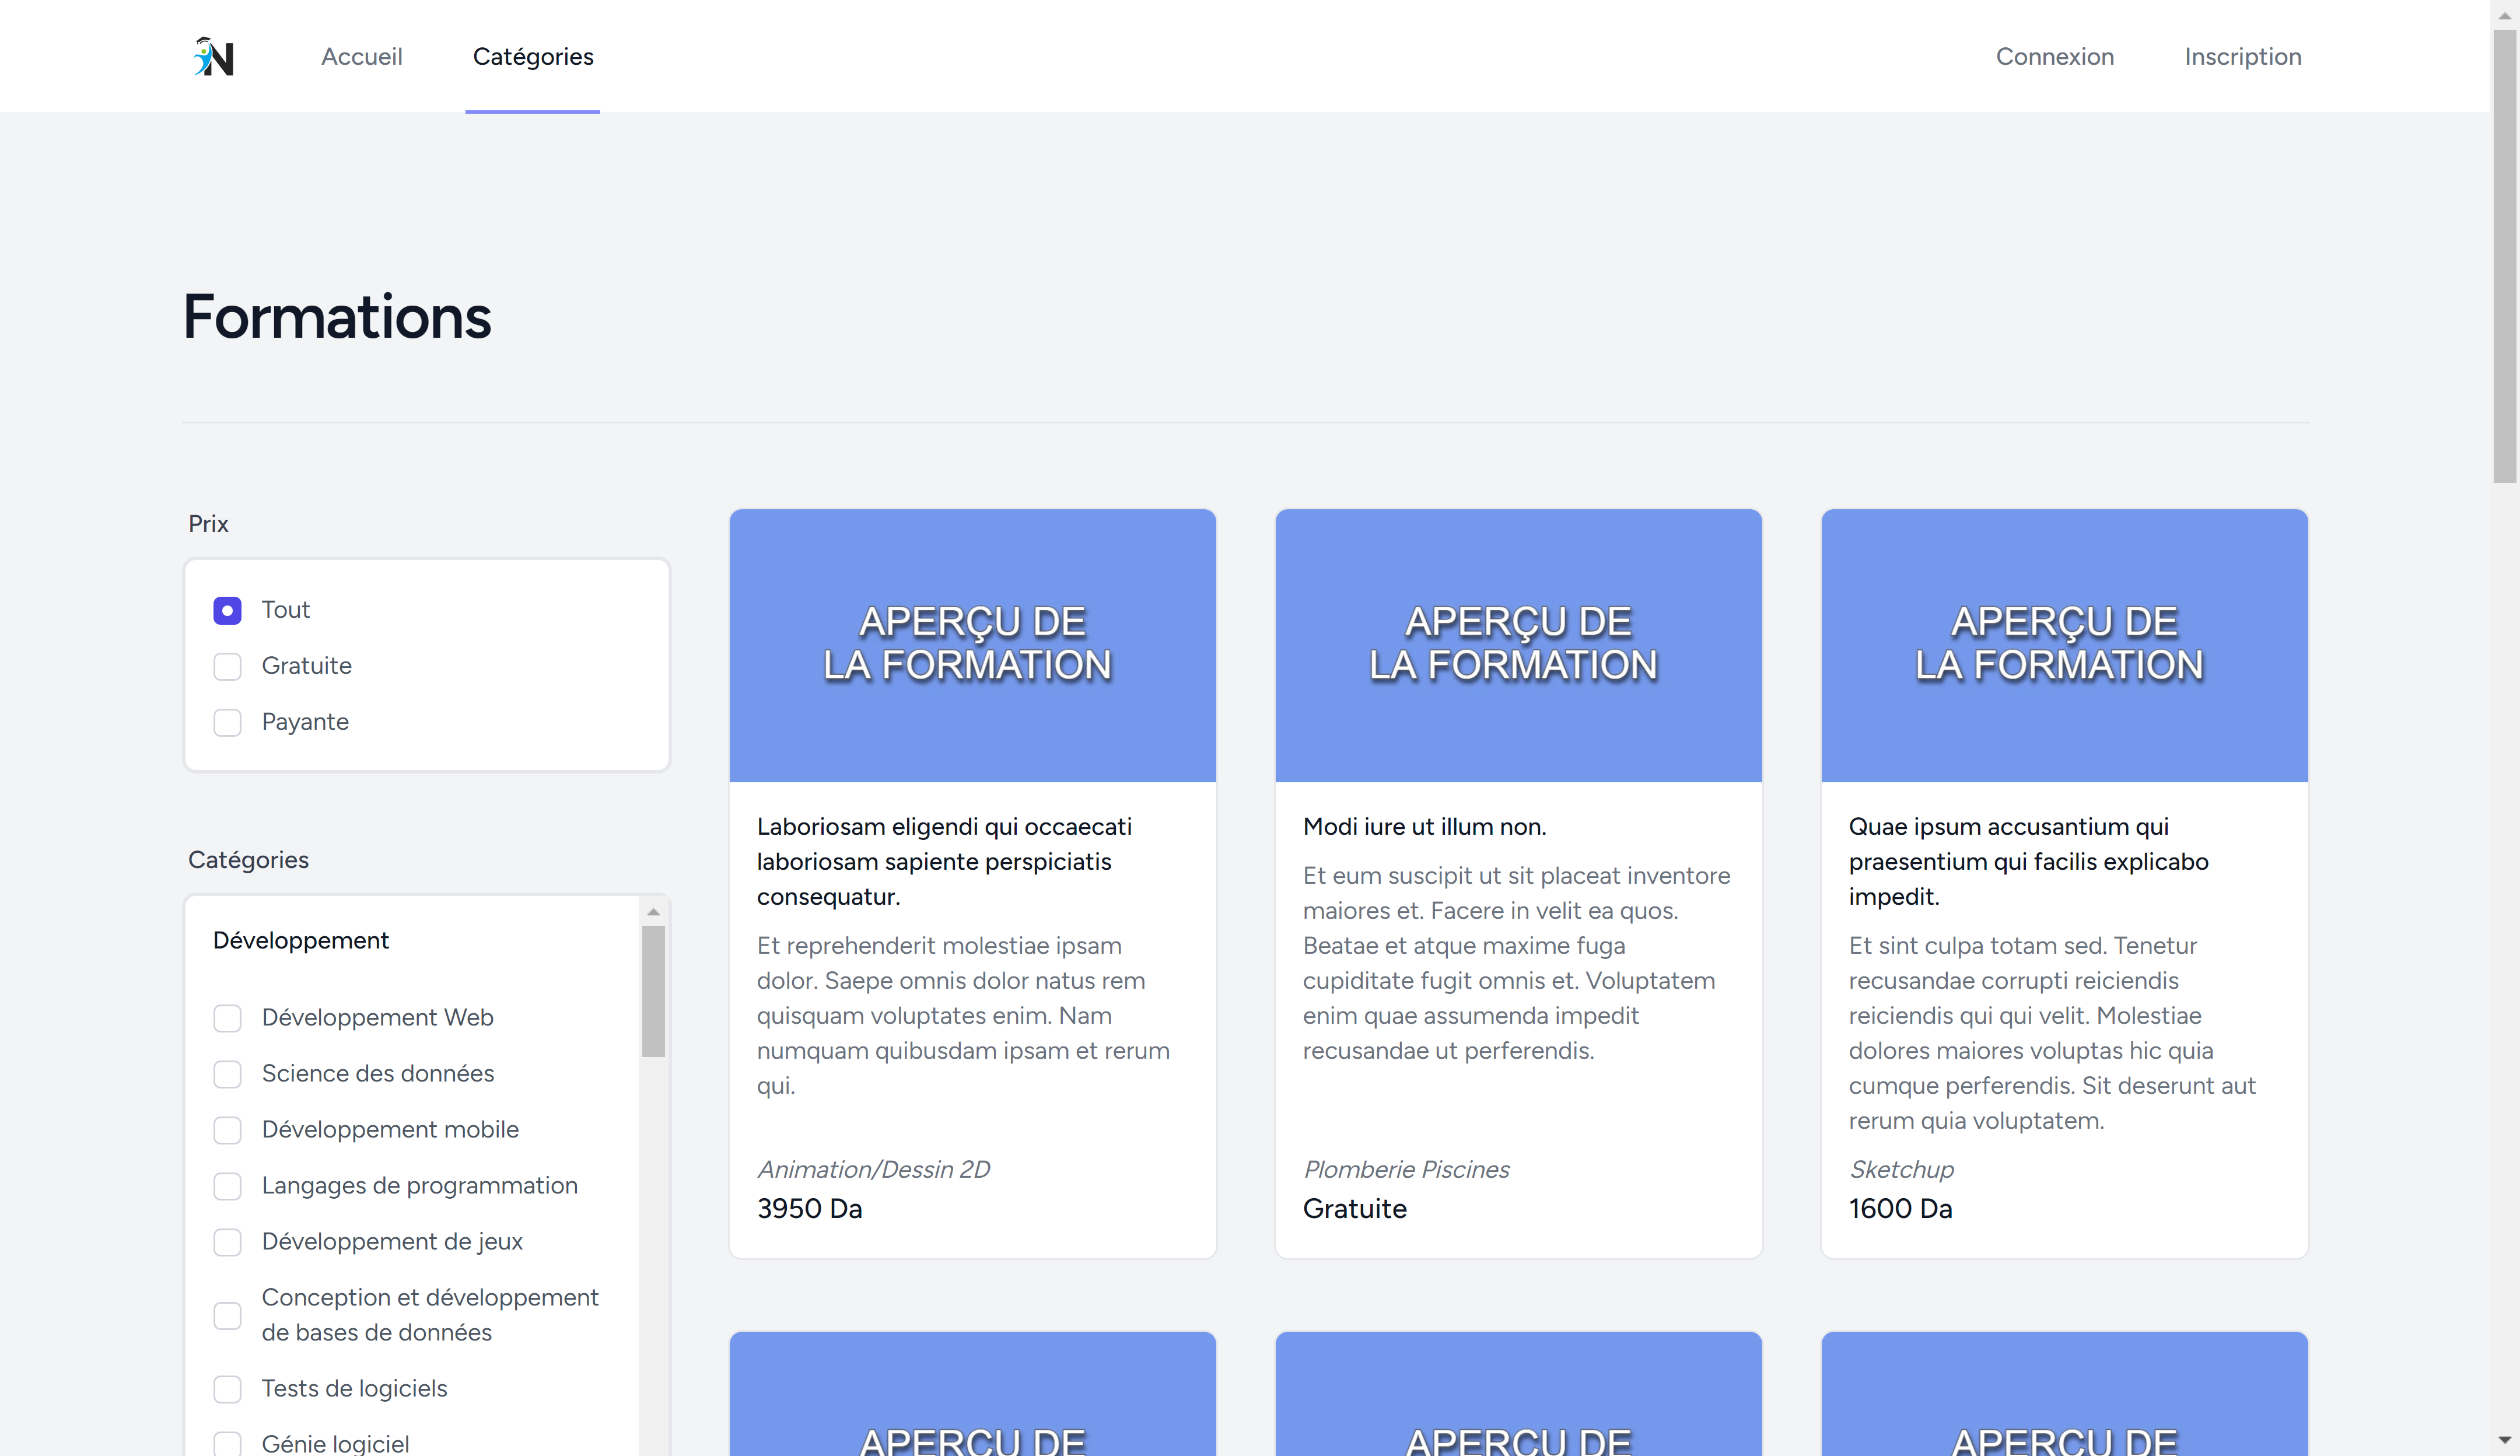 N
Accueil
Catégories
Connexion
Inscription
Formations
Prix
Tout
Gratuite
Payante
Catégories
Développement
Développement Web
Science des données
Développement mobile
Langages de programmation
Développement de jeux
Conception et développement
de bases de données
Tests de logiciels
Génie logiciel
APERÇU DE
LA FORMATION
Laboriosam eligendi qui occaecati
laboriosam sapiente perspiciatis
consequatur.
Et reprehenderit molestiae ipsam
dolor. Saepe omnis dolor natus rem
quisquam voluptates enim. Nam
numquam quibusdam ipsam et rerum
qui.
Animation/Dessin 2D
3950 Da
APERÇU DE
LA FORMATION
Modi iure ut illum non.
Et eum suscipit ut sit placeat inventore
maiores et. Facere in velit ea quos.
Beatae et atque maxime fuga
cupiditate fugit omnis et. Voluptatem
enim quae assumenda impedit
recusandae ut perferendis.
Plomberie Piscines
Gratuite
APERÇU DE
LA FORMATION
Quae ipsum accusantium qui
praesentium qui facilis explicabo
impedit.
Et sint culpa totam sed. Tenetur
recusandae corrupti reiciendis
reiciendis qui qui velit. Molestiae
dolores maiores voluptas hic quia
cumque perferendis. Sit deserunt aut
rerum quia voluptatem.
Sketchup
1600 Da
APERÇU DE
APERÇU DE
APERÇU DE